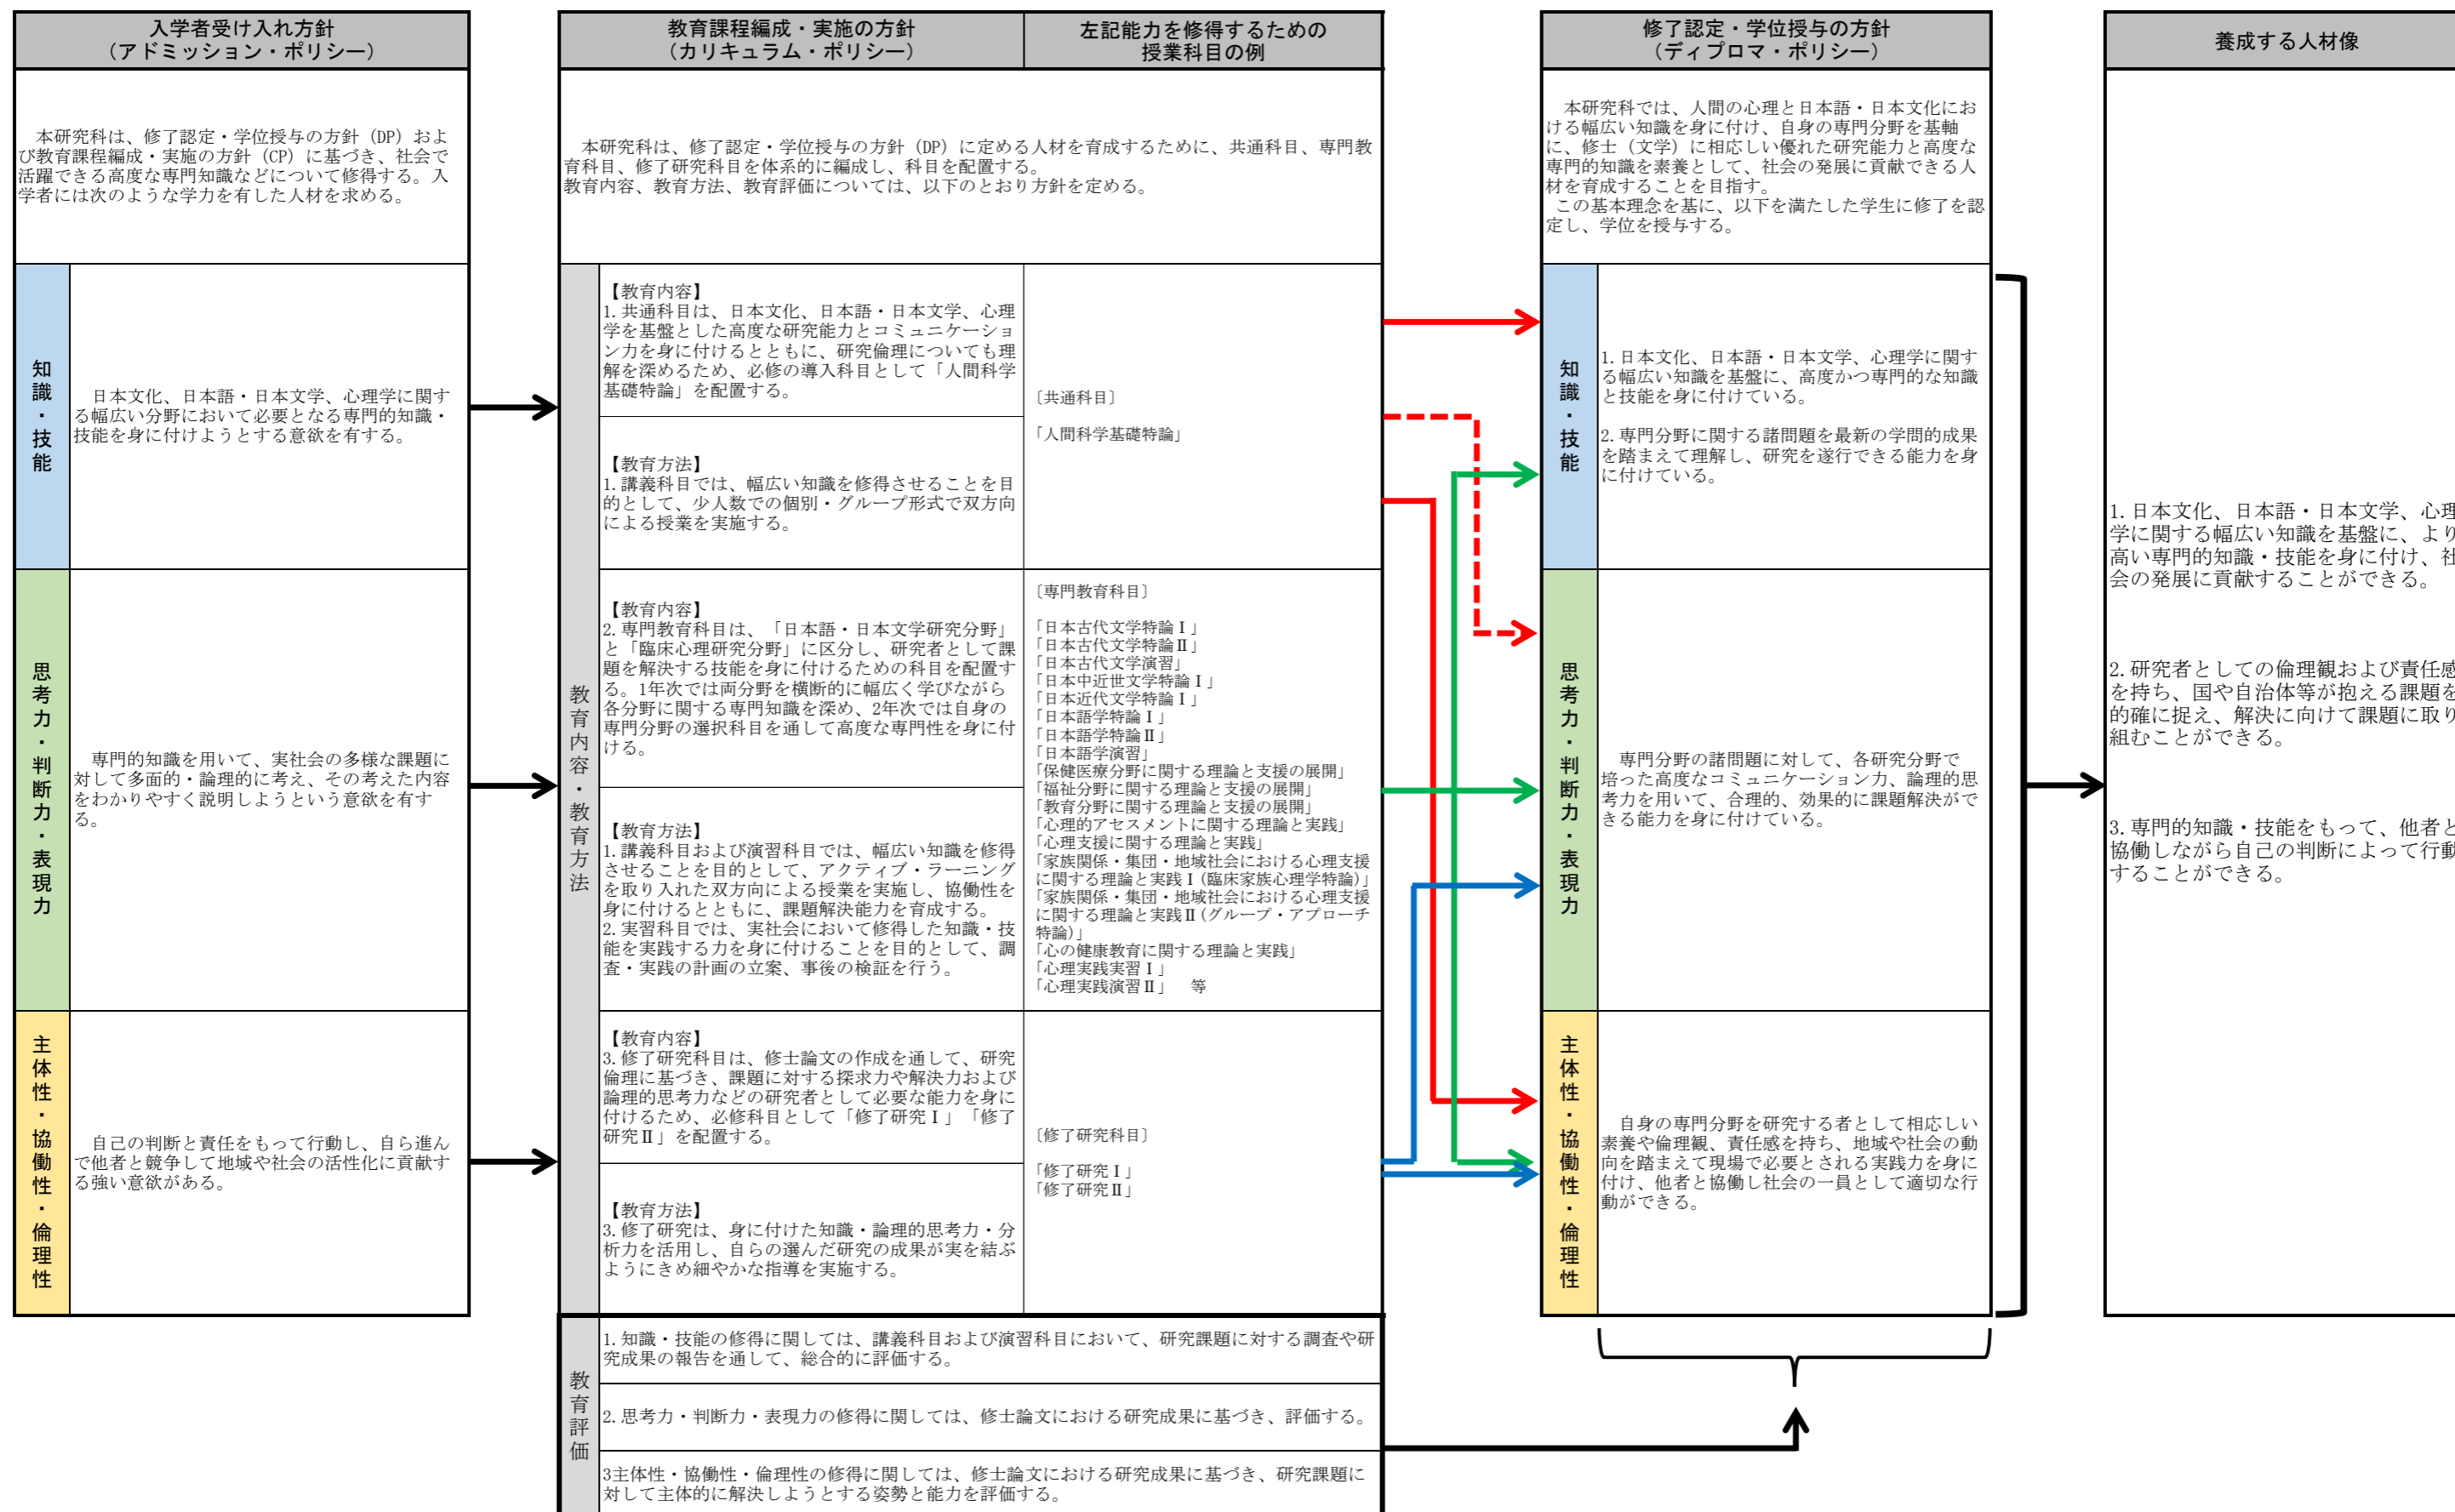 入学者受け入れ方針
（アドミッション・ポリシー）
本研究科は、修了認定・学位授与の方針（DP）およ
び教育課程編成・実施の方針（CP）に基づき、社会で
活躍できる高度な専門知識などについて修得する。入
学者には次のような学力を有した人材を求める。
知識・技能
日本文化、日本語・日本文学、心理学に関す
る幅広い分野において必要となる専門的知識・
技能を身に付けようとする意欲を有する。
思考力・判断力・表現力
専門的知識を用いて、実社会の多様な課題に
対して多面的・論理的に考え、その考えた内容
をわかりやすく説明しようという意欲を有す
る。
主体性・協働性・倫理性
自己の判断と責任をもって行動し、自ら進ん
で他者と競争して地域や社会の活性化に貢献す
る強い意欲がある。
教育課程編成・実施の方針
（カリキュラム・ポリシー）
左記能力を修得するための
授業科目の例
本研究科は、修了認定・学位授与の方針（DP）に定める人材を育成するために、共通科目、専門教
育科目、修了研究科目を体系的に編成し、科目を配置する。
教育内容、教育方法、教育評価については、以下のとおり方針を定める。
教育内容・教育方法
【教育内容】
1.共通科目は、日本文化、日本語・日本文学、心理
学を基盤とした高度な研究能力とコミュニケーショ
ン力を身に付けるとともに、研究倫理についても理
解を深めるため、必修の導入科目として「人間科学
基礎特論」を配置する。
【教育方法】
1.講義科目では、幅広い知識を修得させることを目
的として、少人数での個別・グループ形式で双方向
による授業を実施する。
〔共通科目〕
「人間科学基礎特論」
【教育内容】
2.専門教育科目は、「日本語・日本文学研究分野」
と「臨床心理研究分野」に区分し、研究者として課
題を解決する技能を身に付けるための科目を配置す
る。1年次では両分野を横断的に幅広く学びながら
各分野に関する専門知識を深め、2年次では自身の
専門分野の選択科目を通して高度な専門性を身に付
ける。
【教育方法】
1.講義科目および演習科目では、幅広い知識を修得
させることを目的として、アクティブ・ラーニング
を取り入れた双方向による授業を実施し、協働性を
身に付けるとともに、課題解決能力を育成する。
2.実習科目では、実社会において修得した知識・技
能を実践する力を身に付けることを目的として、調
査・実践の計画の立案、事後の検証を行う。
〔専門教育科目〕
「日本古代文学特論Ⅰ」
「日本古代文学特論Ⅱ」
「日本古代文学演習」
「日本中近世文学特論Ⅰ」
「日本近代文学特論Ⅰ」
「日本語学特論Ⅰ」
「日本語学特論Ⅱ」
「日本語学演習」
「保健医療分野に関する理論と支援の展開」
「福祉分野に関する理論と支援の展開」
「教育分野に関する理論と支援の展開」
「心理的アセスメントに関する理論と実践」
「心理支援に関する理論と実践」
「家族関係・集団・地域社会における心理支援
に関する理論と実践Ⅰ(臨床家族心理学特論)」
「家族関係・集団・地域社会における心理支援
に関する理論と実践Ⅱ(グループ・アプローチ
特論)」
「心の健康教育に関する理論と実践」
「心理実践実習Ⅰ」
「心理実践演習Ⅱ」　等
【教育内容】
3.修了研究科目は、修士論文の作成を通して、研究
倫理に基づき、課題に対する探求力や解決力および
論理的思考力などの研究者として必要な能力を身に
付けるため、必修科目として「修了研究Ⅰ」「修了
研究Ⅱ」を配置する。
【教育方法】
3.修了研究は、身に付けた知識・論理的思考力・分
析力を活用し、自らの選んだ研究の成果が実を結ぶ
ようにきめ細やかな指導を実施する。
〔修了研究科目〕
「修了研究Ⅰ」
「修了研究Ⅱ」
教育評価
1.知識・技能の修得に関しては、講義科目および演習科目において、研究課題に対する調査や研
究成果の報告を通して、総合的に評価する。
2.思考力・判断力・表現力の修得に関しては、修士論文における研究成果に基づき、評価する。
3主体性・協働性・倫理性の修得に関しては、修士論文における研究成果に基づき、研究課題に
対して主体的に解決しようとする姿勢と能力を評価する。
修了認定・学位授与の方針
（ディプロマ・ポリシー）
本研究科では、人間の心理と日本語・日本文化にお
ける幅広い知識を身に付け、自身の専門分野を基軸
に、修士（文学）に相応しい優れた研究能力と高度な
専門的知識を素養として、社会の発展に貢献できる人
材を育成することを目指す。
この基本理念を基に、以下を満たした学生に修了を認
定し、学位を授与する。
知識・技能
1.日本文化、日本語・日本文学、心理学に関す
る幅広い知識を基盤に、高度かつ専門的な知識
と技能を身に付けている。
2.専門分野に関する諸問題を最新の学問的成果
を踏まえて理解し、研究を遂行できる能力を身
に付けている。
思考力・判断力・表現力
専門分野の諸問題に対して、各研究分野で
培った高度なコミュニケーション力、論理的思
考力を用いて、合理的、効果的に課題解決がで
きる能力を身に付けている。
主体性・協働性・倫理性
自身の専門分野を研究する者として相応しい
素養や倫理観、責任感を持ち、地域や社会の動
向を踏まえて現場で必要とされる実践力を身に
付け、他者と協働し社会の一員として適切な行
動ができる。
養成する人材像
1.日本文化、日本語・日本文学、心理
学に関する幅広い知識を基盤に、より
高い専門的知識・技能を身に付け、社
会の発展に貢献することができる。
2.研究者としての倫理観および責任感
を持ち、国や自治体等が抱える課題を
的確に捉え、解決に向けて課題に取り
組むことができる。
3.専門的知識・技能をもって、他者と
協働しながら自己の判断によって行動
することができる。